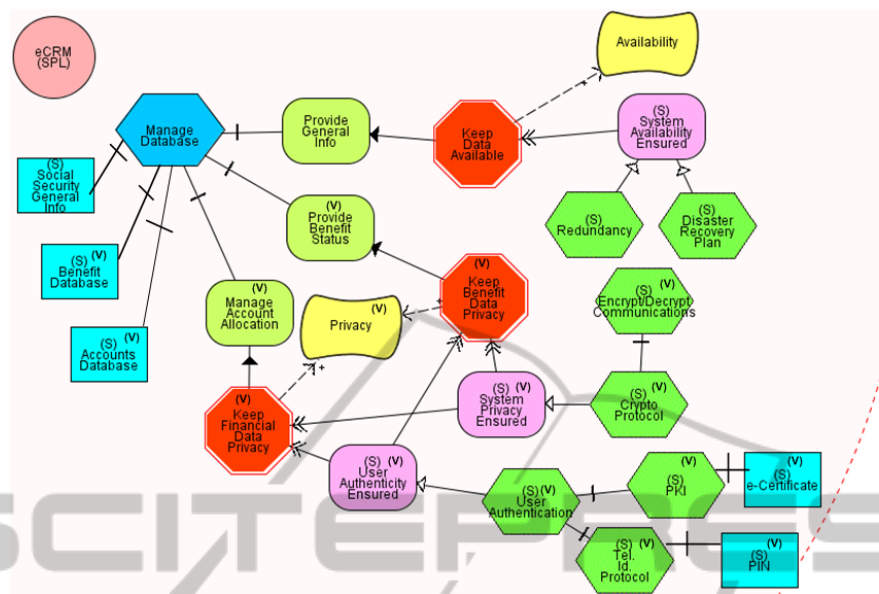 eCRM
(SPL)
Availability
Manage
Database
Provide
General
Info
Keep
Data
Available
(S)
System
Availability
Ensured
(S)
Social
Security
General
Info
(S)
Redundancy
(S)
Disaster
Recovery
Plan
(V)
Provide
Benefit
Status
(S) (V)
Benefit
Database
(V)
Keep
Benefit
Data
Privacy
(S) (V)
Encrypt/Decrypt
Communications
(V)
Manage
Account
Allocation
(V)
Privacy
+
(S) (V)
Accounts
Database
+
(V)
Keep
Financial
Data
Privacy
(S) (V)
System
Privacy
Ensured
(S) (V)
Crypto
Protocol
(S) (V)
User
Authenticity
Ensured
(S)(V)
User
Authentication
(V)
(S)
PKI
(V)
(S)
e-Certificate
(S) (V)
Tel.
Id.
Protocol
(V)
(S)
PIN
SCITEPRES